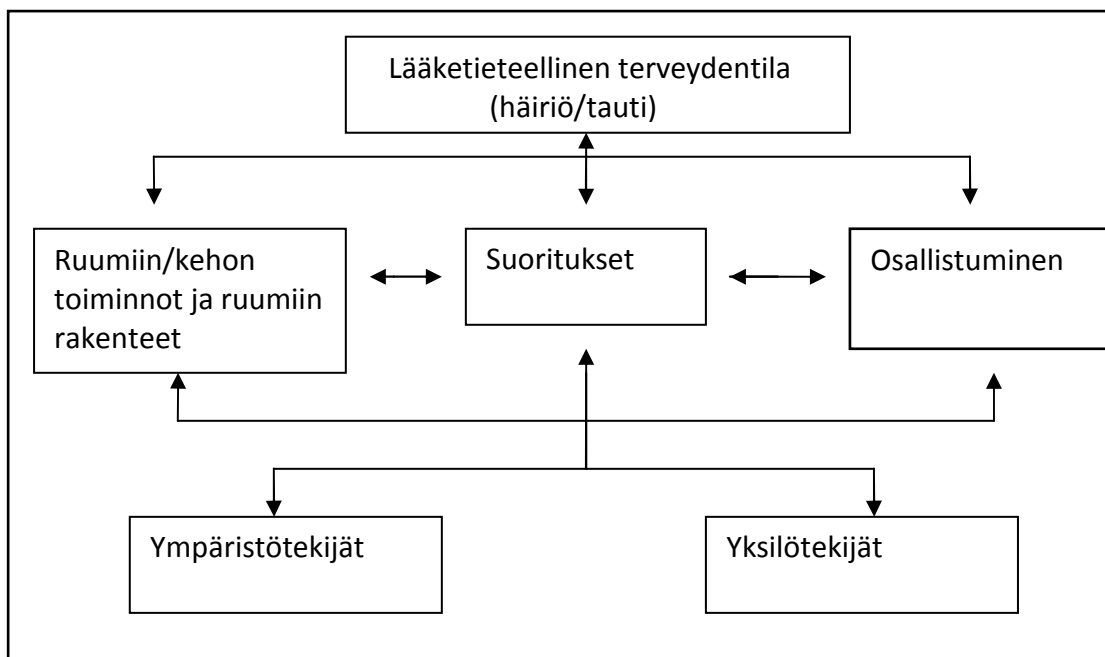 Lääketieteellinen terveydentila
(häiriö/tauti)
Ruumiin/kehon
toiminnot ja ruumiin
rakenteet
Suoritukset
Osallistuminen
Ympäristötekijät
Yksilötekijät